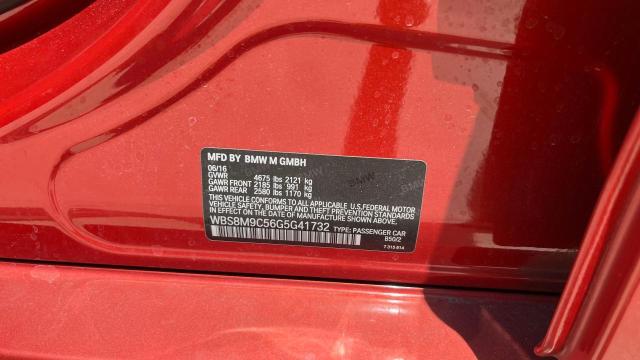 MFD BY BMW M GMBH
06/16
GVWR 4675 lbs 2121 kg
GAWR FRONT 2185 lbs 991 kg
GAWR REAR 2580 lbs 1170 kg
THIS VEHICLE CONFORMS TO ALL APPLICABLE U.S.FEDERAL MOTOR
VEHICLE SAFETY, BUMPER AND THEFT PREVENTION STANDARDS
IN EFFECT ON THE DATE OF MANUFACTURE SHOWN ABOVE.
WBS8M9C56G5G41732 TYPE: PASSENGER CAR
B50/2